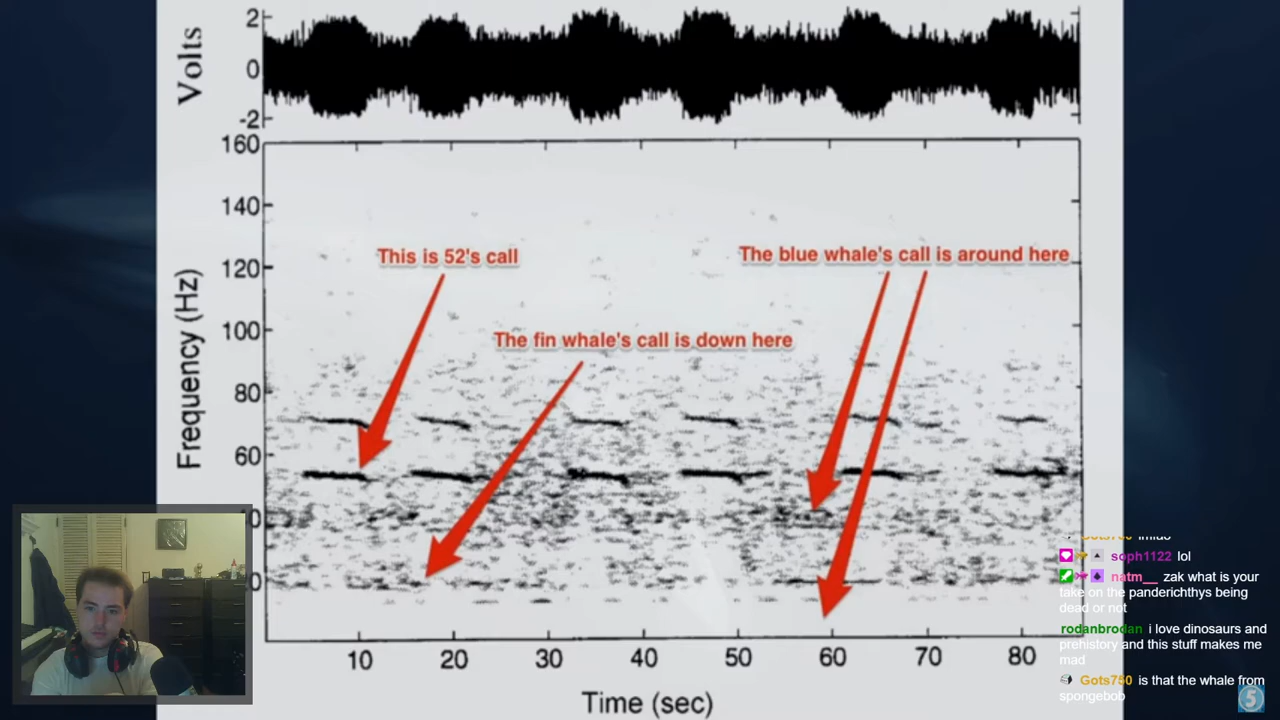 Volts
2
0
-2
160
140
120
100
80
60
Frequency (Hz)
This is 52's call
The blue whale's call is around here
The fin whale's call is down here
10 20 30 40 50 60 70 80
Time (sec)
soph1122 lol
natm__ zak what is your
take on the panderichthys being
dead or not
rodanbrodan i love dinosaurs and
prehistory and this stuff makes me
mad
Gots750 is that the whale from
spongebob
5